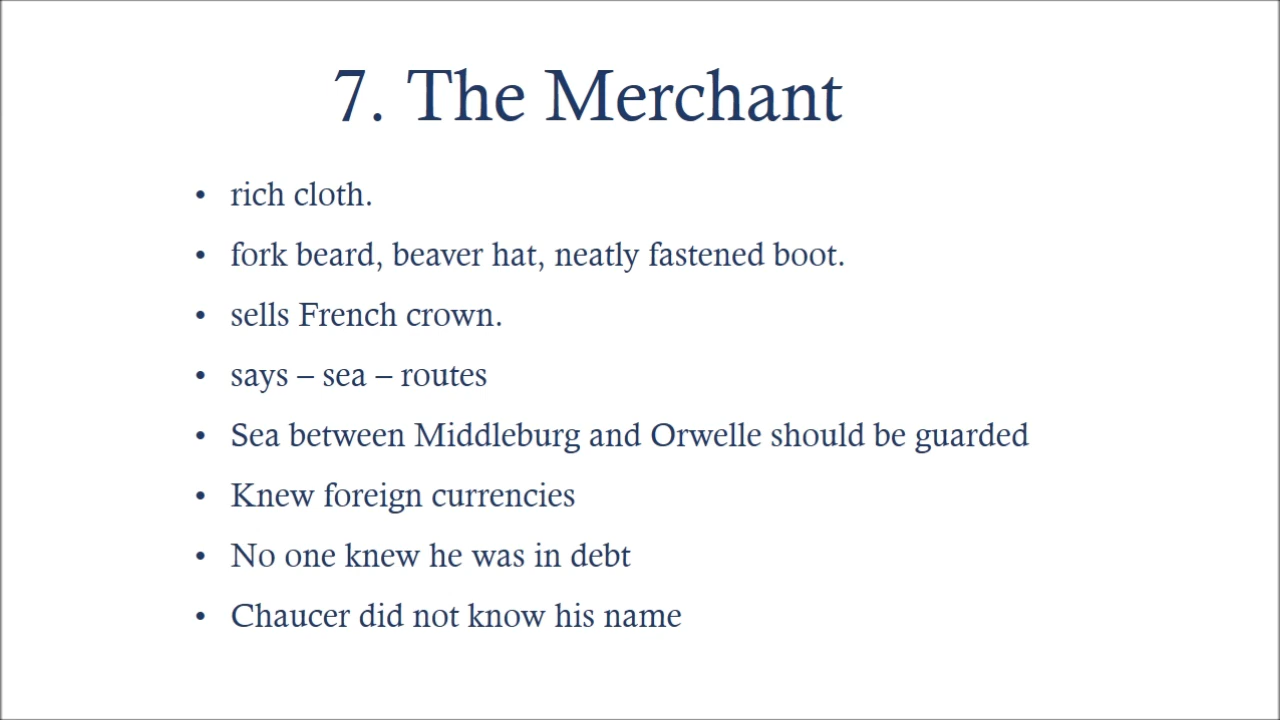 7. The Merchant
• rich cloth.
• fork beard, beaver hat, neatly fastened boot.
• sells French crown.
• says – sea – routes
• Sea between Middleburg and Orwelle should be guarded
• Knew foreign currencies
• No one knew he was in debt
• Chaucer did not know his name